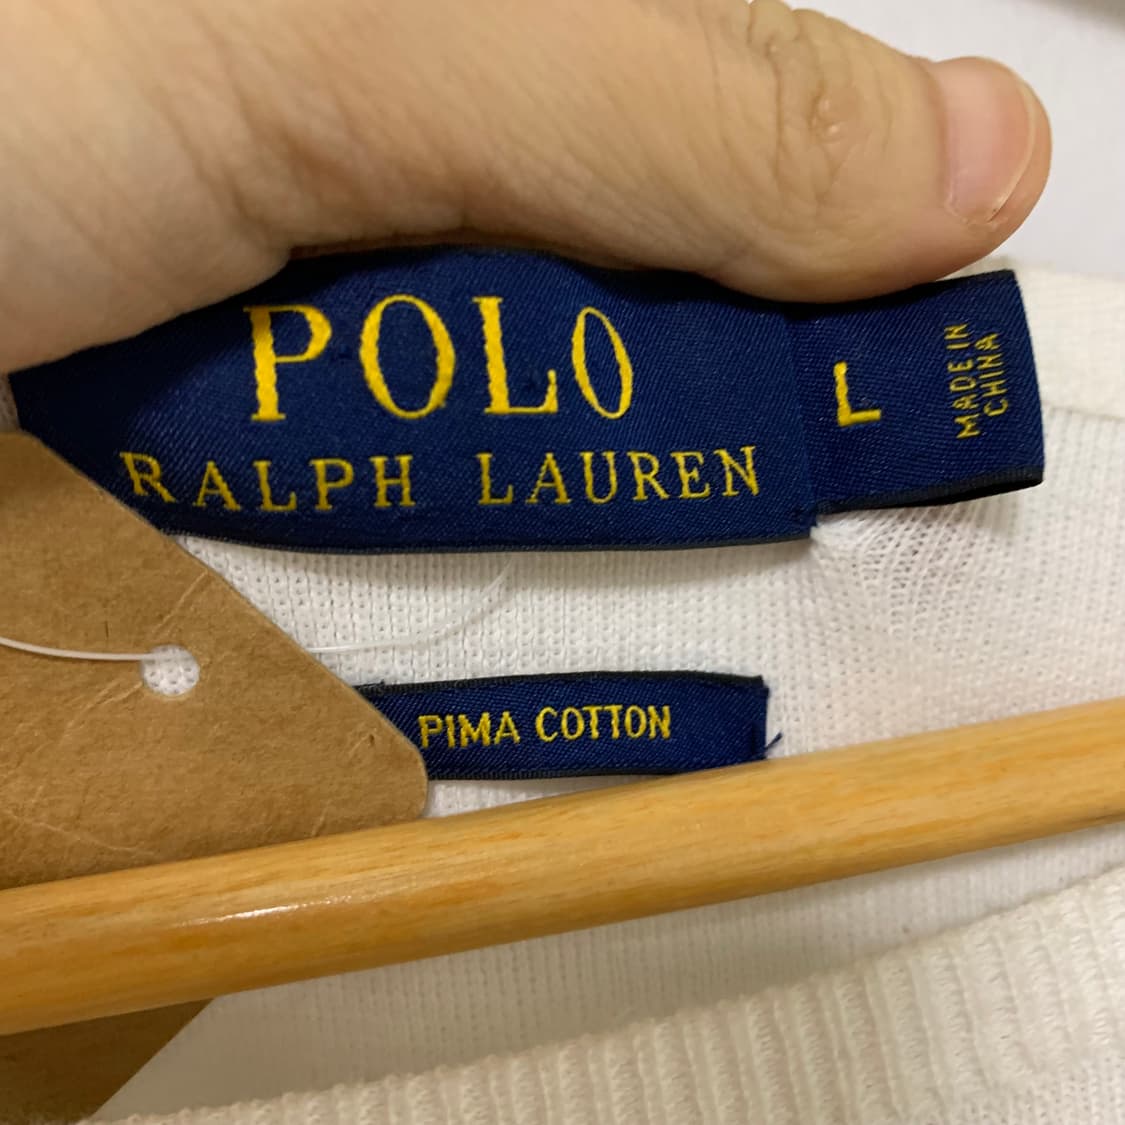 POLO
RALPH LAUREN
L
MADE IN
CHINA
PIMA COTTON